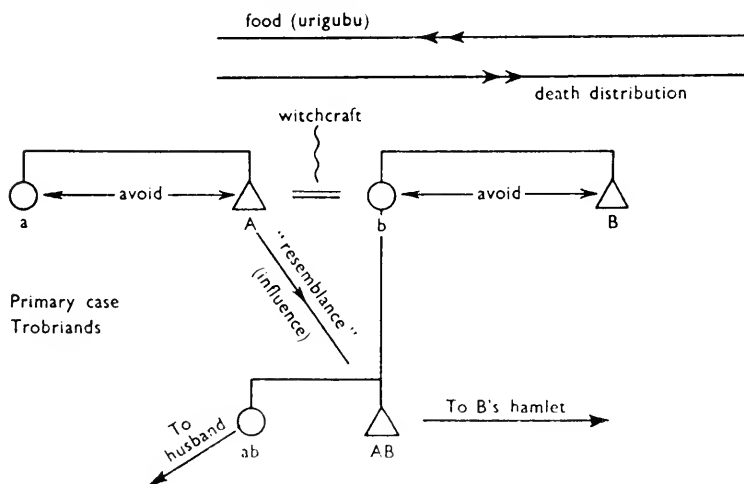 food (urigubu)
death distribution
witchcraft
avoid
avoid
a
A
b
B
"resemblance"
(influence)
Primary case
Trobriands
To B's hamlet
To
husband
ab
AB